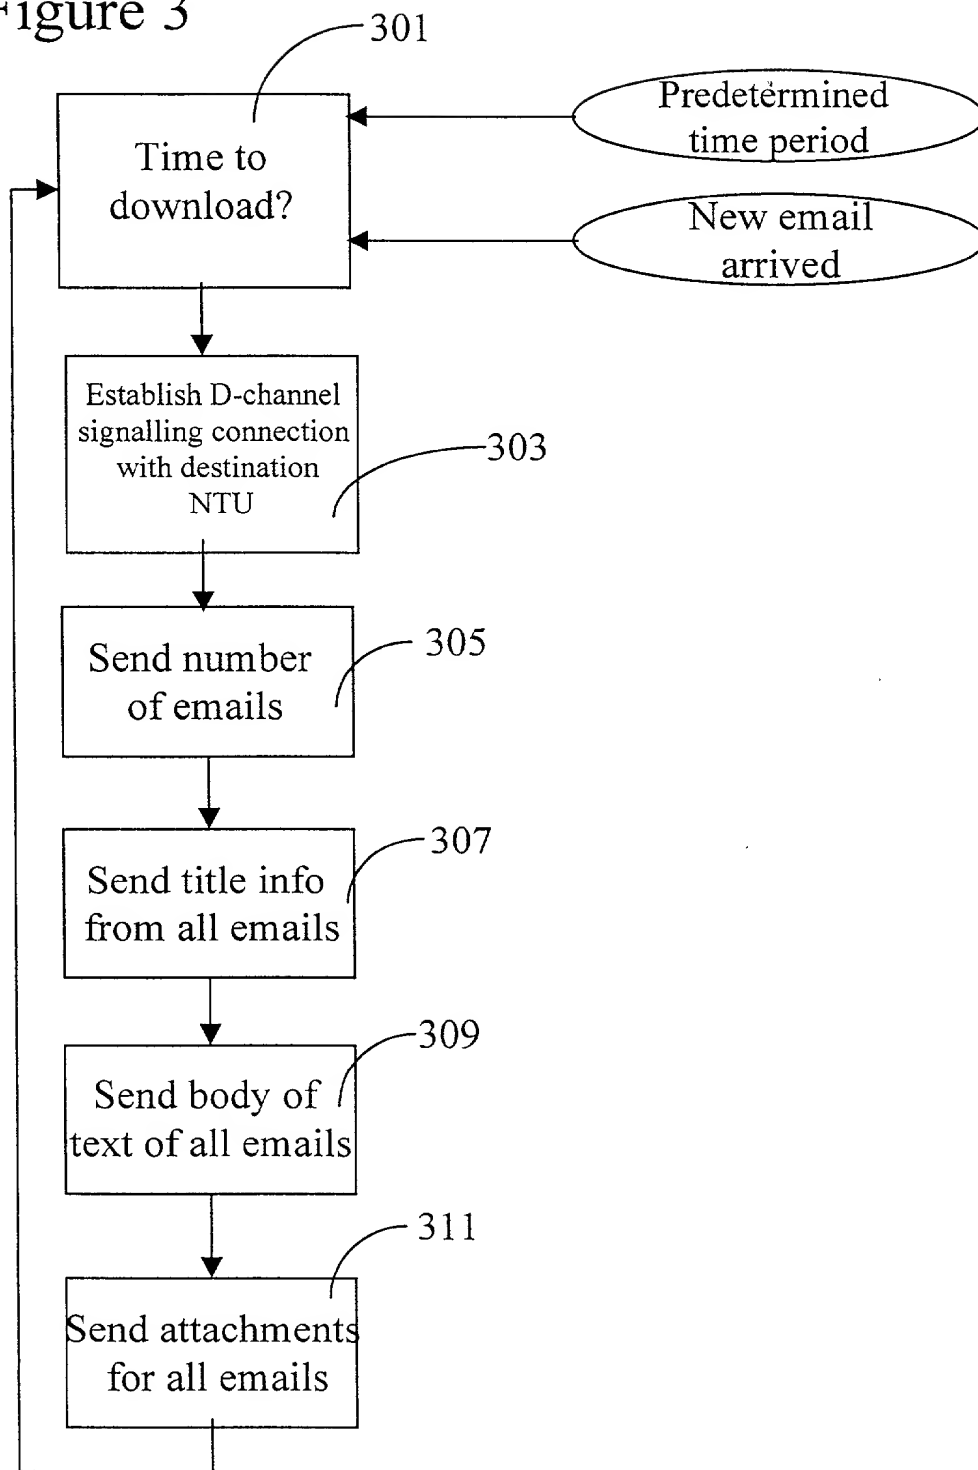 Figure 3
301
Predetermined
time period
Time to
download?
New email
arrived
Establish D-channel
signalling connection
with destination
NTU
303
Send number
of emails
305
307
Send title info
from all emails
309
Send body of
text of all emails
311
Send attachments
for all emails